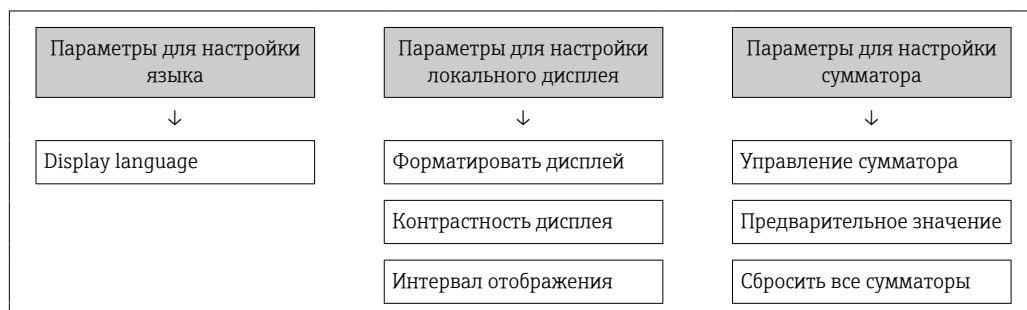 Параметры для настройки
языка
↓
Display language
Параметры для настройки
локального дисплея
↓
Форматировать дисплей
Контрастность дисплея
Интервал отображения
Параметры для настройки
сумматора
↓
Управление сумматора
Предварительное значение
Сбросить все сумматоры